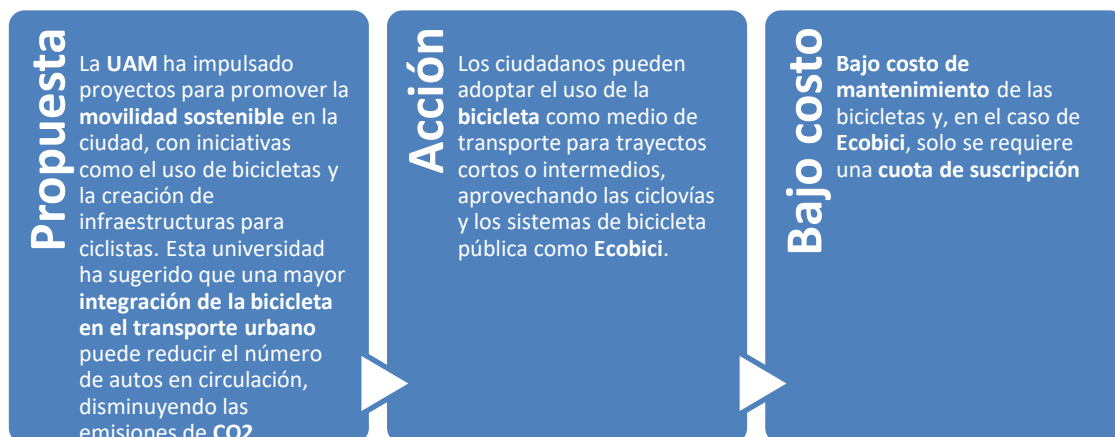 Propuesta
La UAM ha impulsado
proyectos para promover la
movilidad sostenible en la
ciudad, con iniciativas
como el uso de bicicletas y
la creación de
infraestructuras para
ciclistas. Esta universidad
ha sugerido que una mayor
integración de la bicicleta
en el transporte urbano
puede reducir el número
de autos en circulación,
disminuyendo las
emisiones de CO2
Acción
Los ciudadanos pueden
adoptar el uso de la
bicicleta como medio de
transporte para trayectos
cortos o intermedios,
aprovechando las ciclovías
y los sistemas de bicicleta
pública como Ecobici.
Bajo costo
Bajo costo de
mantenimiento de las
bicicletas y, en el caso de
Ecobici, solo se requiere
una cuota de suscripción